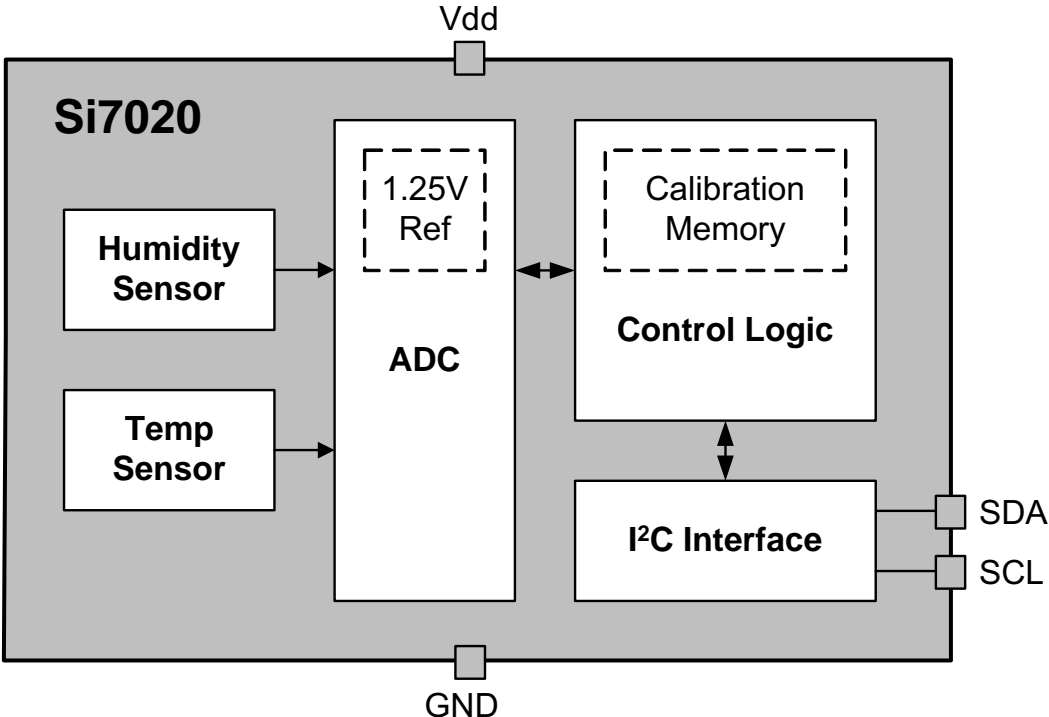 Vdd
Si7020
1.25V
Ref
Calibration
Memory
Humidity
Sensor
Control Logic
ADC
Temp
Sensor
I²C Interface
SDA
SCL
GND